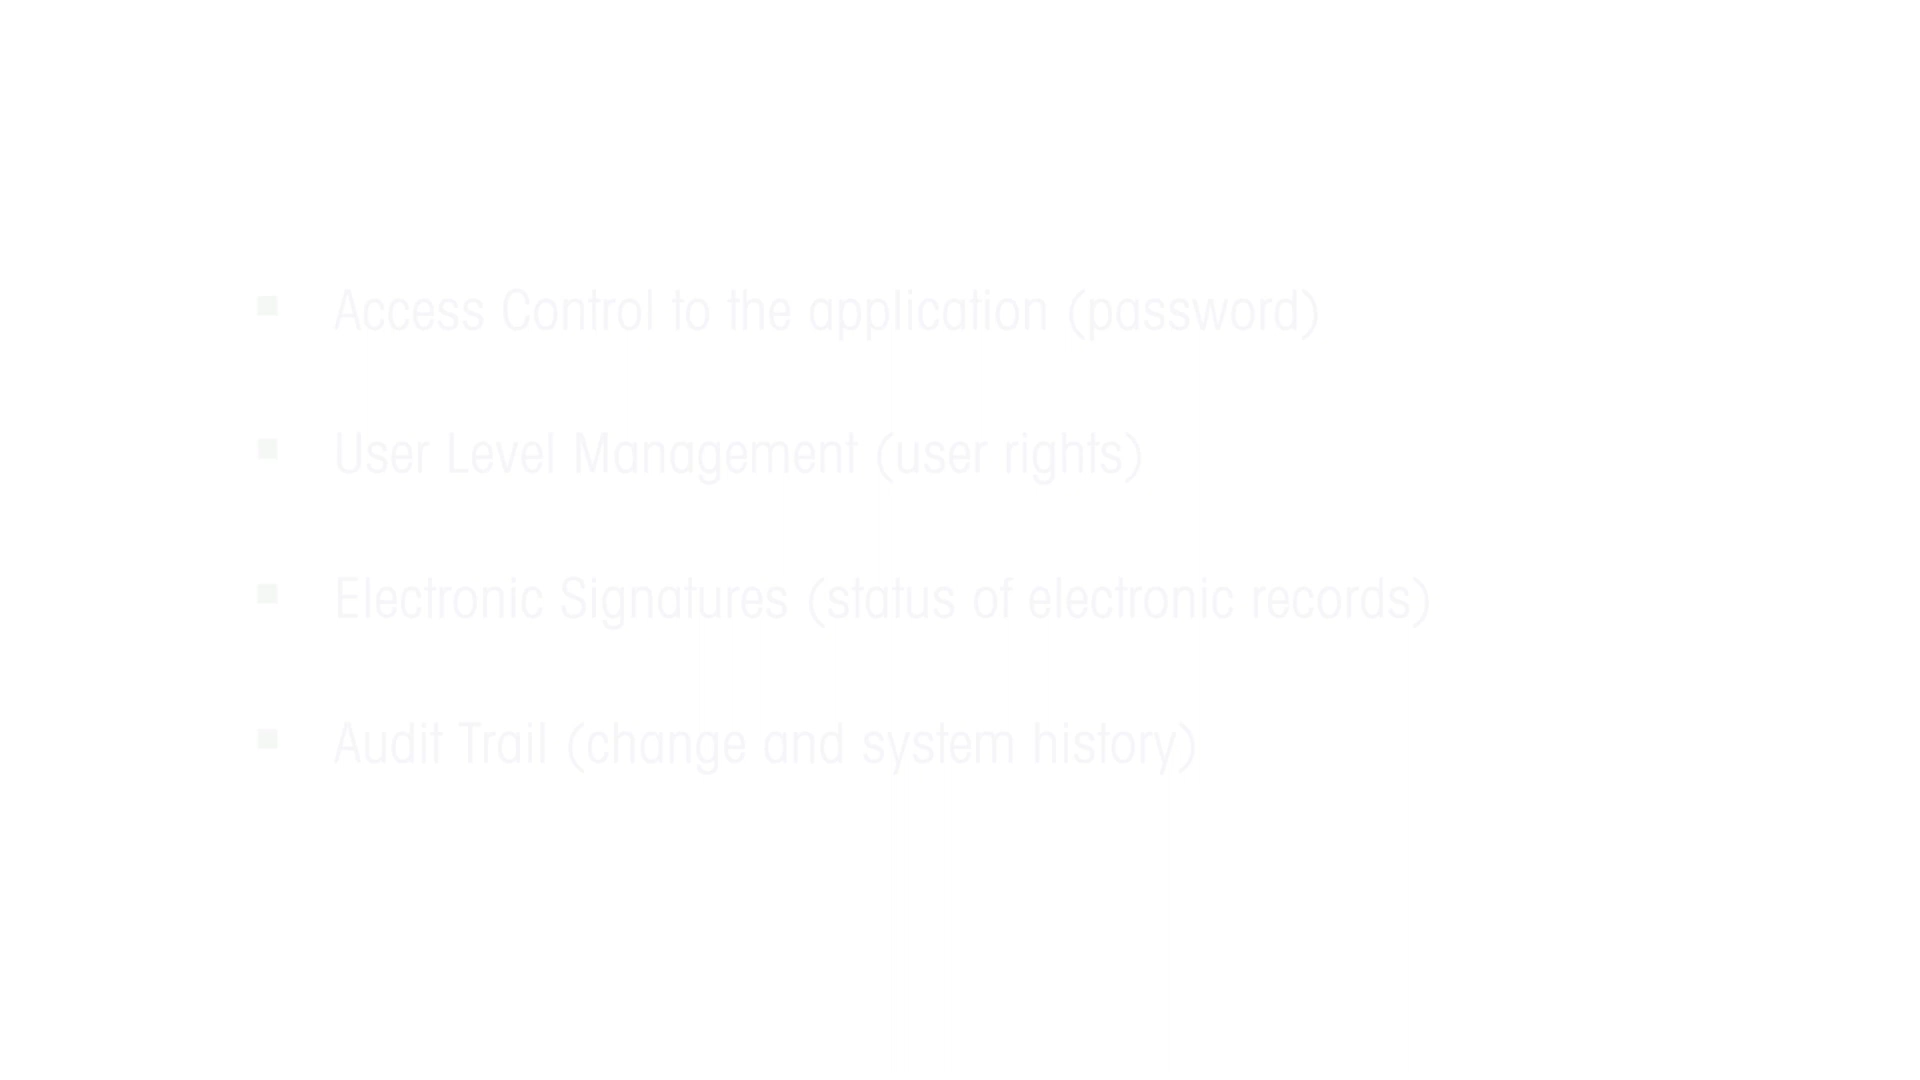 ▪ Access Control to the application (password)
▪ User Level Management (user rights)
▪ Electronic Signatures (status of electronic records)
▪ Audit Trail (change and system history)